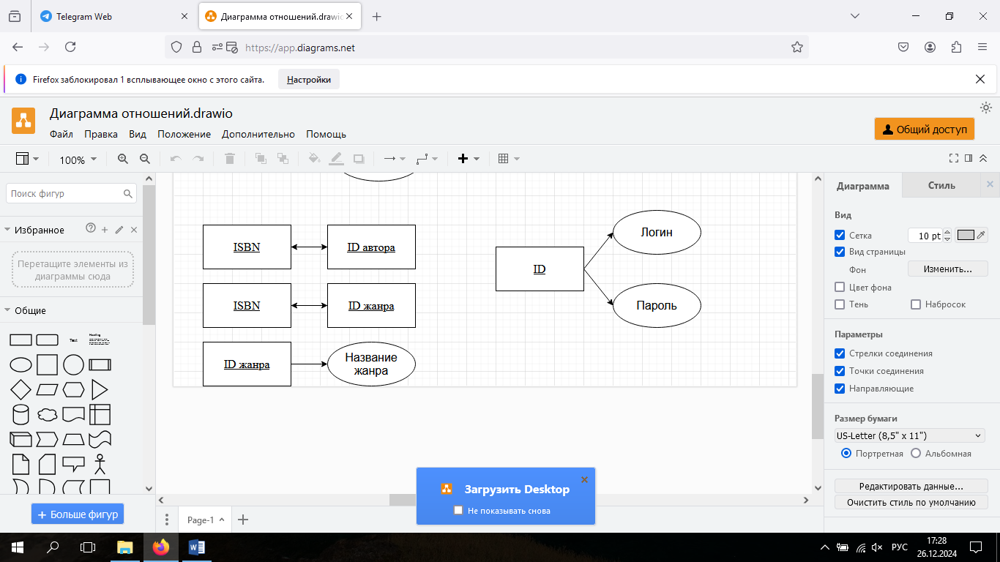 Telegram Web
Диаграмма отношений.drawio
https://app.diagrams.net
Firefox заблокировал 1 всплывающее окно с этого сайта.
Настройки
Диаграмма отношений.drawio
Файл Правка Вид Положение Дополнительно Помощь
Общий доступ
100%
Поиск фигур
Избранное
Перетащите элементы из
диаграммы сюда
Общие
Text
Heading
Больше фигур
ISBN
ID автора
ISBN
ID жанра
ID жанра
Название
жанра
ID
Логин
Пароль
Диаграмма
Стиль
Вид
Сетка
10 pt
Вид страницы
Фон
Изменить...
Цвет фона
Тень
Набросок
Параметры
Стрелки соединения
Точки соединения
Направляющие
Размер бумаги
US-Letter (8,5" x 11")
Портретная
Альбомная
Редактировать данные...
Очистить стиль по умолчанию
Загрузить Desktop
Не показывать снова
Page-1
РУС
17:28
26.12.2024